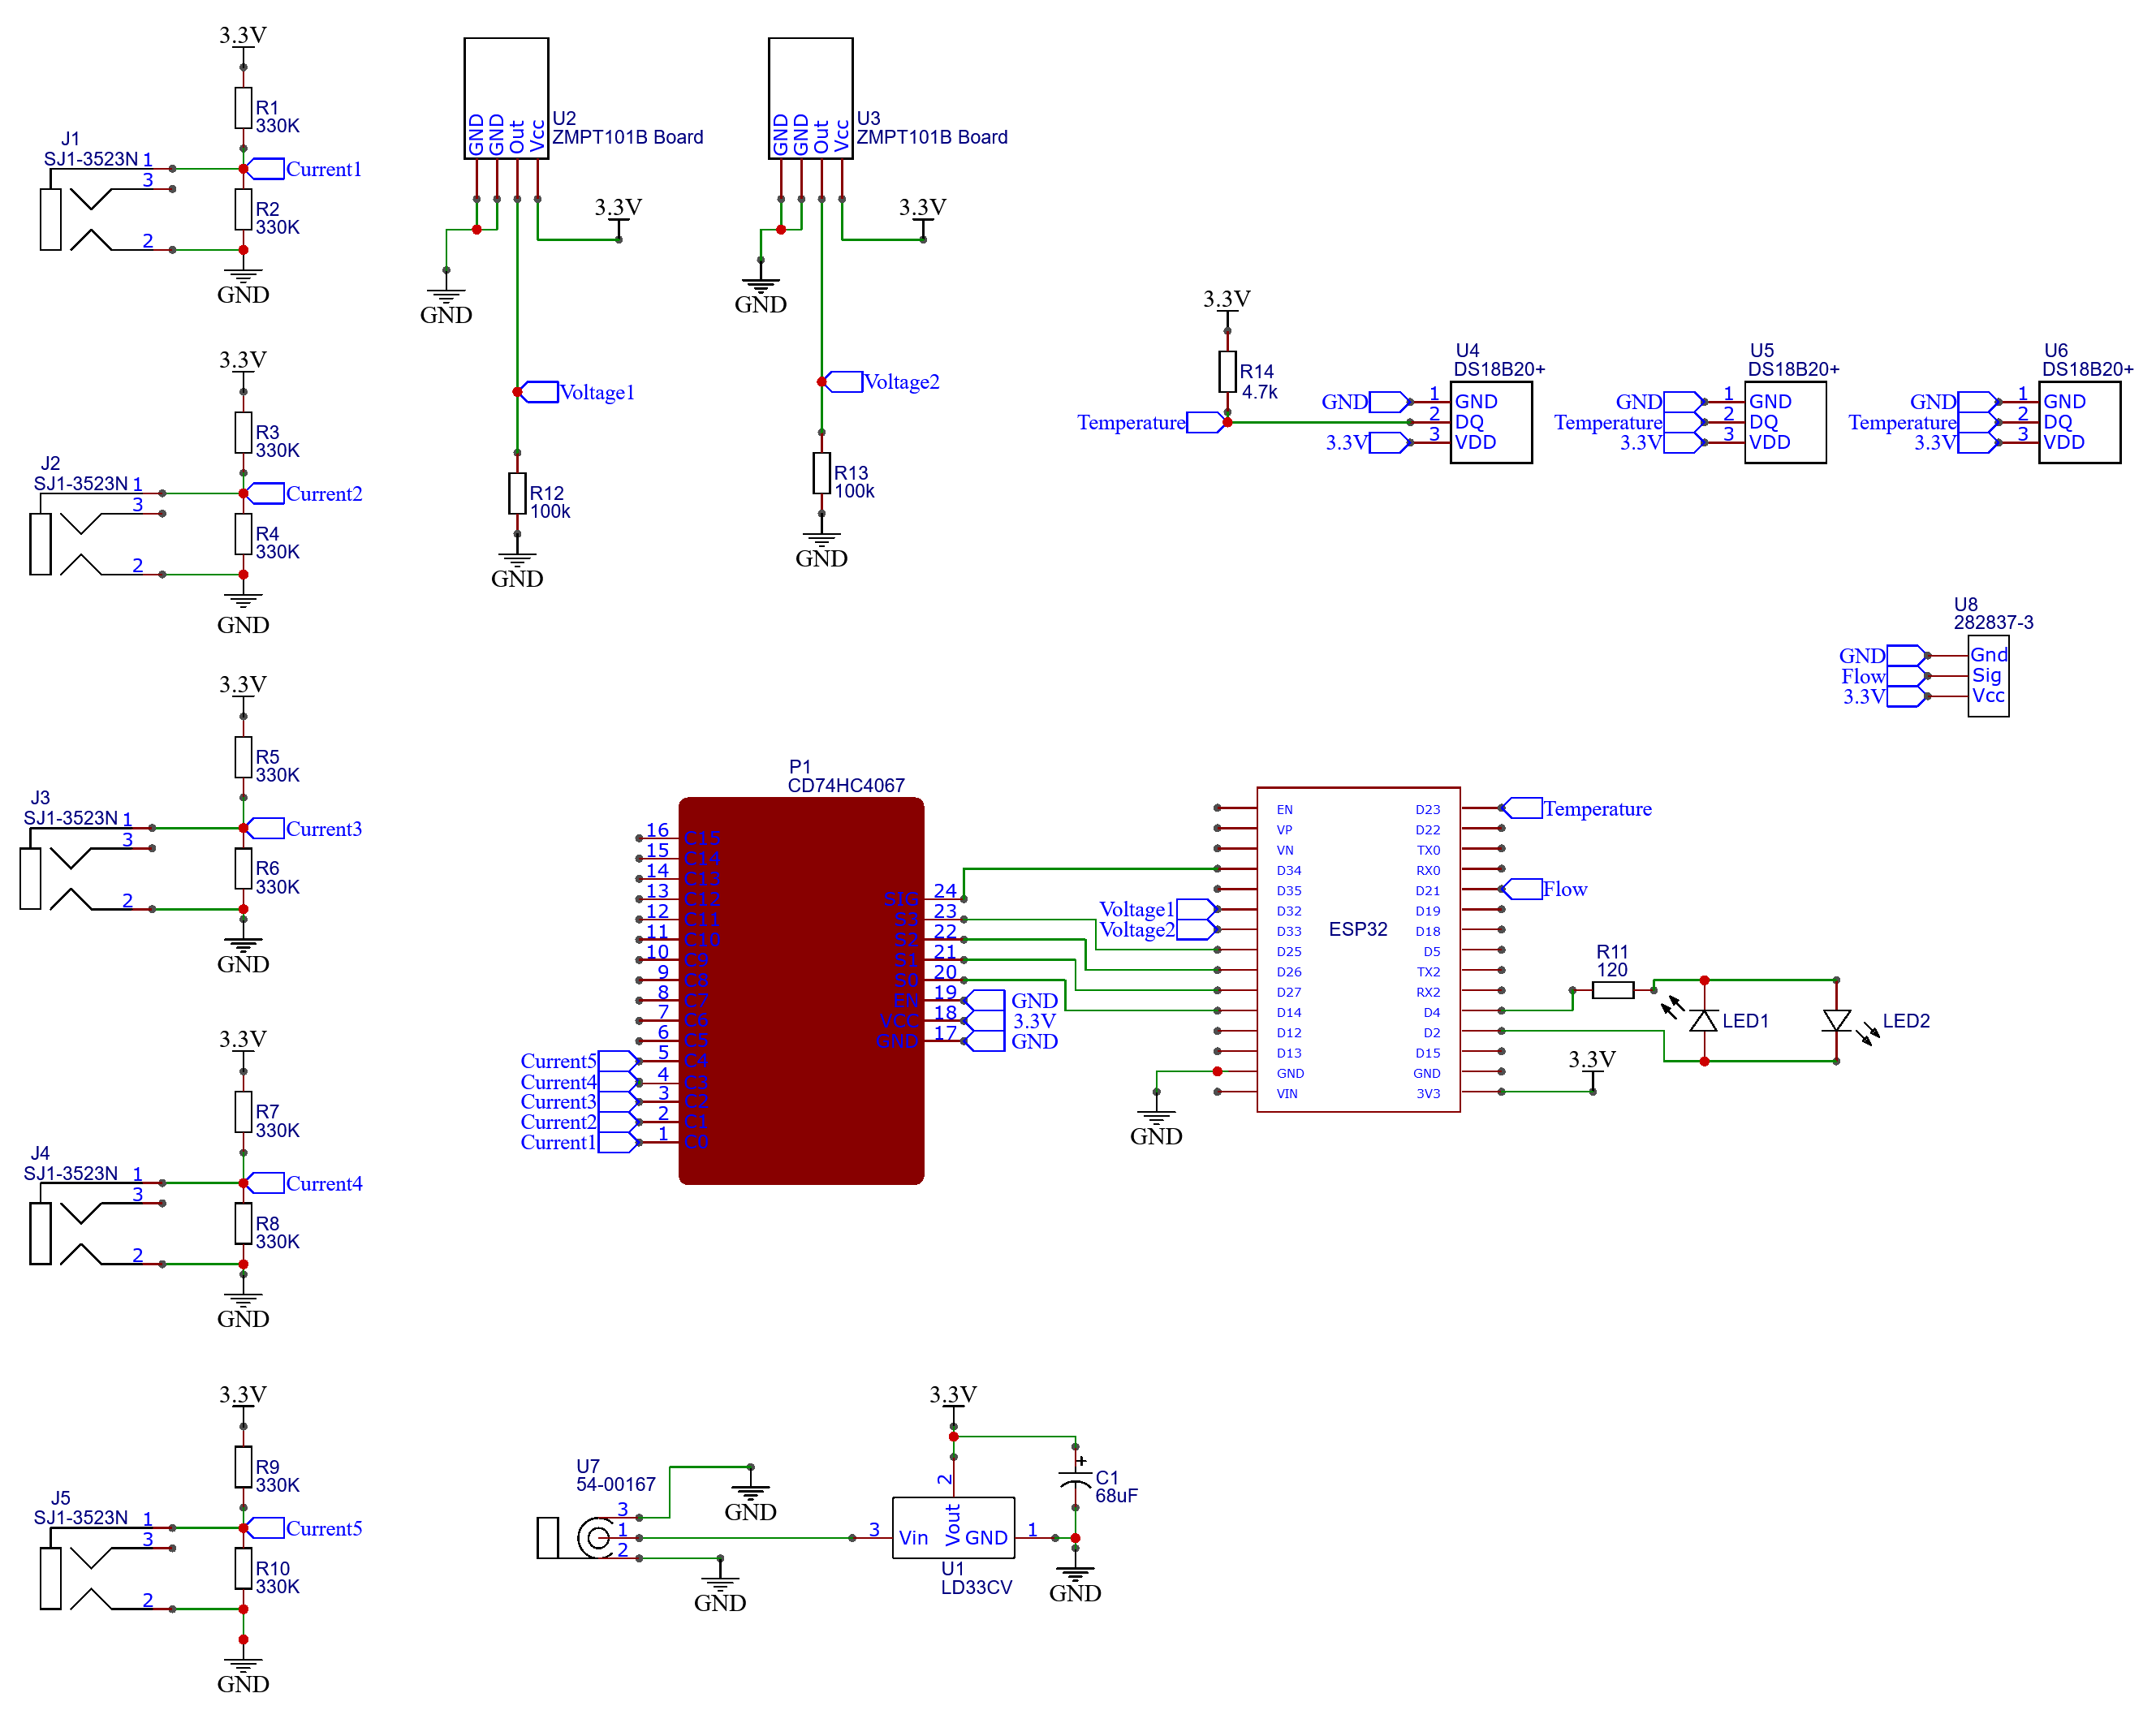 3.3V
R1
330K
J1
SJ1-3523N
1
3
2
Current1
R2
330K
GND
3.3V
R3
330K
J2
SJ1-3523N
1
3
2
Current2
R4
330K
GND
3.3V
R5
330K
J3
SJ1-3523N
1
3
2
Current3
R6
330K
GND
3.3V
R7
330K
J4
SJ1-3523N
1
3
2
Current4
R8
330K
GND
3.3V
R9
330K
J5
SJ1-3523N
1
3
2
Current5
R10
330K
GND
GND
GND
Out
Vcc
U2
ZMPT101B Board
3.3V
GND
Voltage1
R12
100k
GND
GND
GND
Out
Vcc
U3
ZMPT101B Board
3.3V
GND
Voltage2
R13
100k
GND
3.3V
R14
4.7k
Temperature
U4
DS18B20+
GND 1 GND
2 DQ
3.3V 3 VDD
U5
DS18B20+
GND 1 GND
Temperature 2 DQ
3.3V 3 VDD
U6
DS18B20+
GND 1 GND
Temperature 2 DQ
3.3V 3 VDD
U8
282837-3
GND Gnd
Flow Sig
3.3V Vcc
P1
CD74HC4067
16 C15
15 C14
14 C13
13 C12
12 C11
11 C10
10 C9
9 C8
8 C7
7 C6
6 C5
Current5 5 C4
Current4 4 C3
Current3 3 C2
Current2 2 C1
Current1 1 C0
SIG 24
S3 23
S2 22
S1 21
S0 20
EN 19 GND
VCC 18 3.3V
GND 17 GND
ESP32
EN
VP
VN
D34
D35
Voltage1 D32
Voltage2 D33
D25
D26
D27
D14
D12
D13
GND
VIN
GND
D23 Temperature
D22
TX0
RX0
D21 Flow
D19
D18
D5
TX2
RX2
D4
D2
D15
GND
3V3
3.3V
R11
120
LED1
LED2
U7
54-00167
3
1
2
GND
GND
3.3V
2
3 Vin
Vout
GND 1
U1
LD33CV
C1
68uF
+
GND